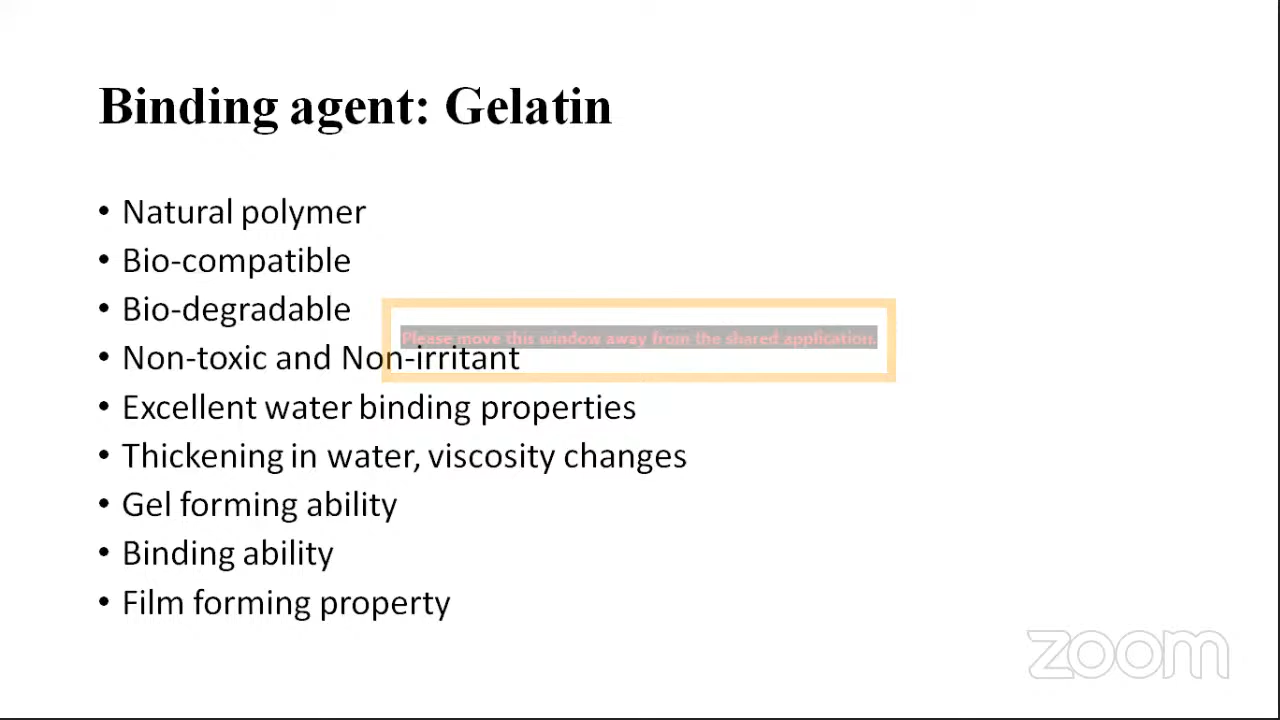 Binding agent: Gelatin
• Natural polymer
• Bio-compatible
• Bio-degradable
Please move this window away from the shared application.
• Non-toxic and Non-irritant
• Excellent water binding properties
• Thickening in water, viscosity changes
• Gel forming ability
• Binding ability
• Film forming property
zoom